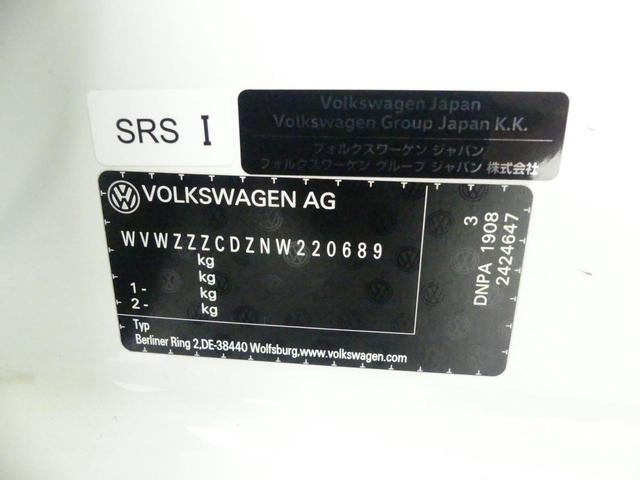 SRS I
Volkswagen Japan
Volkswagen Group Japan K.K.
フォルクスワーゲン ジャパン
フォルクスワーゲン グループ ジャパン 株式会社
VOLKSWAGEN AG
WVWZZZCDZNW220689
kg
kg
1 - kg
2 - kg
Typ
Berliner Ring 2,DE-38440 Wolfsburg,www.volkswagen.com
3
DNPA 1908
2424647